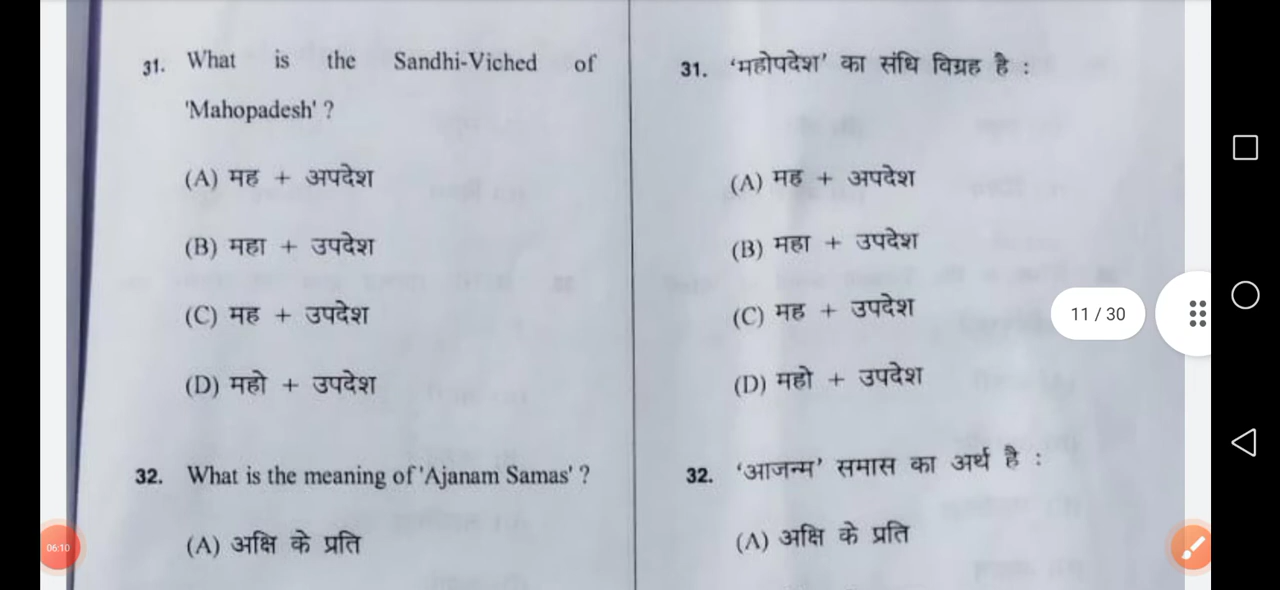 31. What is the Sandhi-Viched of
'Mahopadesh' ?
(A) मह + अपदेश
(B) महा + उपदेश
(C) मह + उपदेश
(D) महो + उपदेश
32. What is the meaning of 'Ajanam Samas' ?
(A) अक्षि के प्रति
31. 'महोपदेश' का संधि विग्रह है :
(A) मह + अपदेश
(B) महा + उपदेश
(C) मह + उपदेश
(D) महो + उपदेश
32. 'आजन्म' समास का अर्थ है :
(A) अक्षि के प्रति
11 / 30
06:10